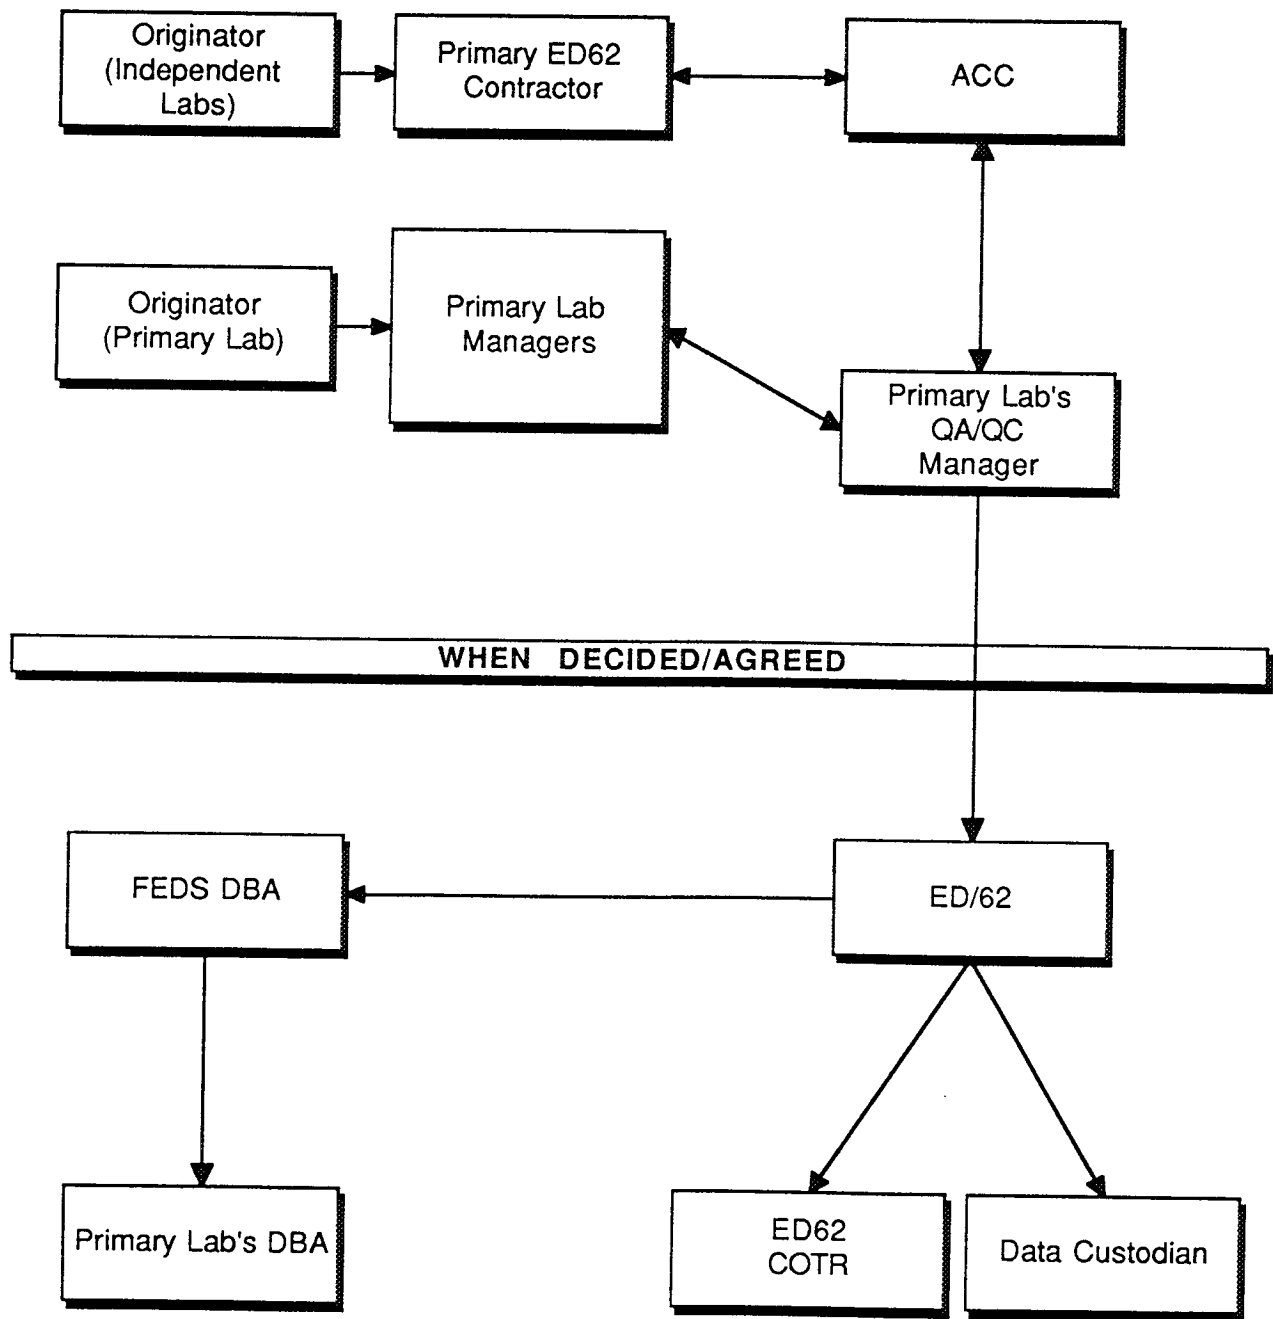 Originator
(Independent
Labs)
Primary ED62
Contractor
ACC
Originator
(Primary Lab)
Primary Lab
Managers
Primary Lab's
QA/QC
Manager
WHEN DECIDED/AGREED
FEDS DBA
ED/62
Primary Lab's DBA
ED62
COTR
Data Custodian